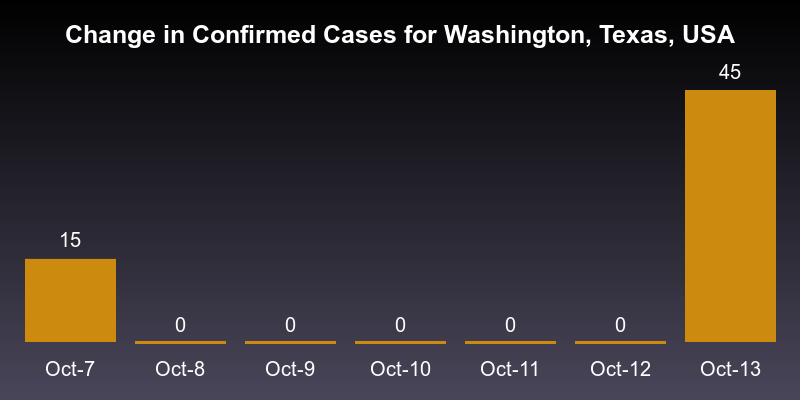 Change in Confirmed Cases for Washington, Texas, USA
45
15
0 0 0 0 0
Oct-7 Oct-8 Oct-9 Oct-10 Oct-11 Oct-12 Oct-13